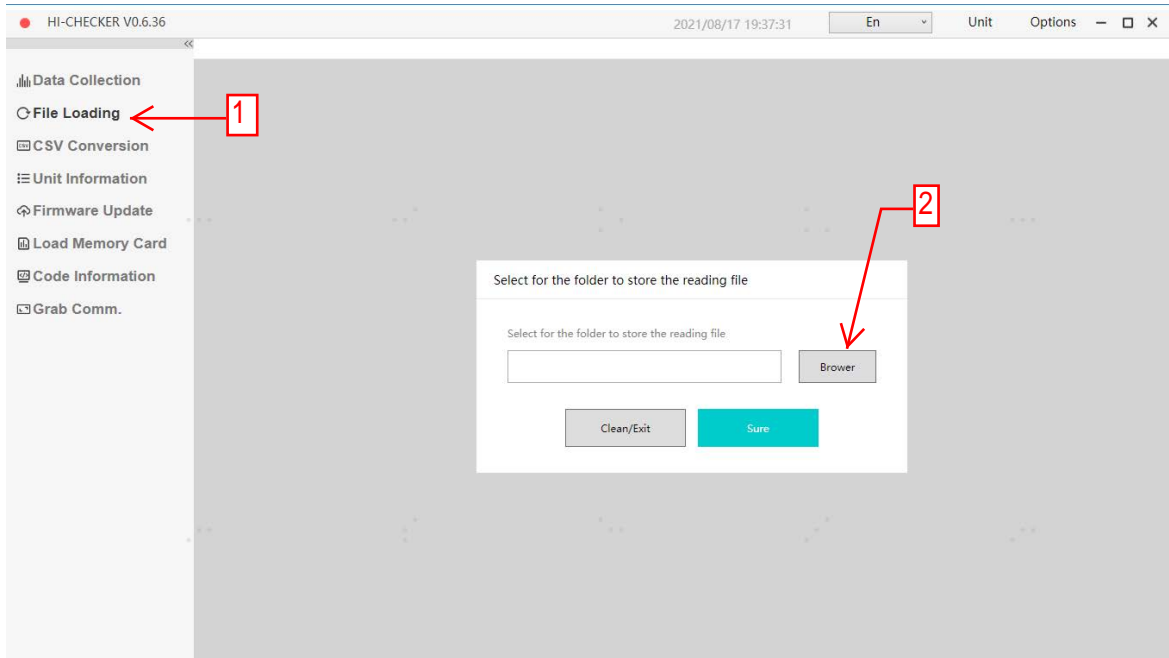 HI-CHECKER V0.6.36 2021/08/17 19:37:31 En Unit Options
Data Collection
File Loading 1
CSV Conversion
Unit Information
Firmware Update 2
Load Memory Card
Code Information
Grab Comm.
Select for the folder to store the reading file
Select for the folder to store the reading file
Brower
Clean/Exit Sure